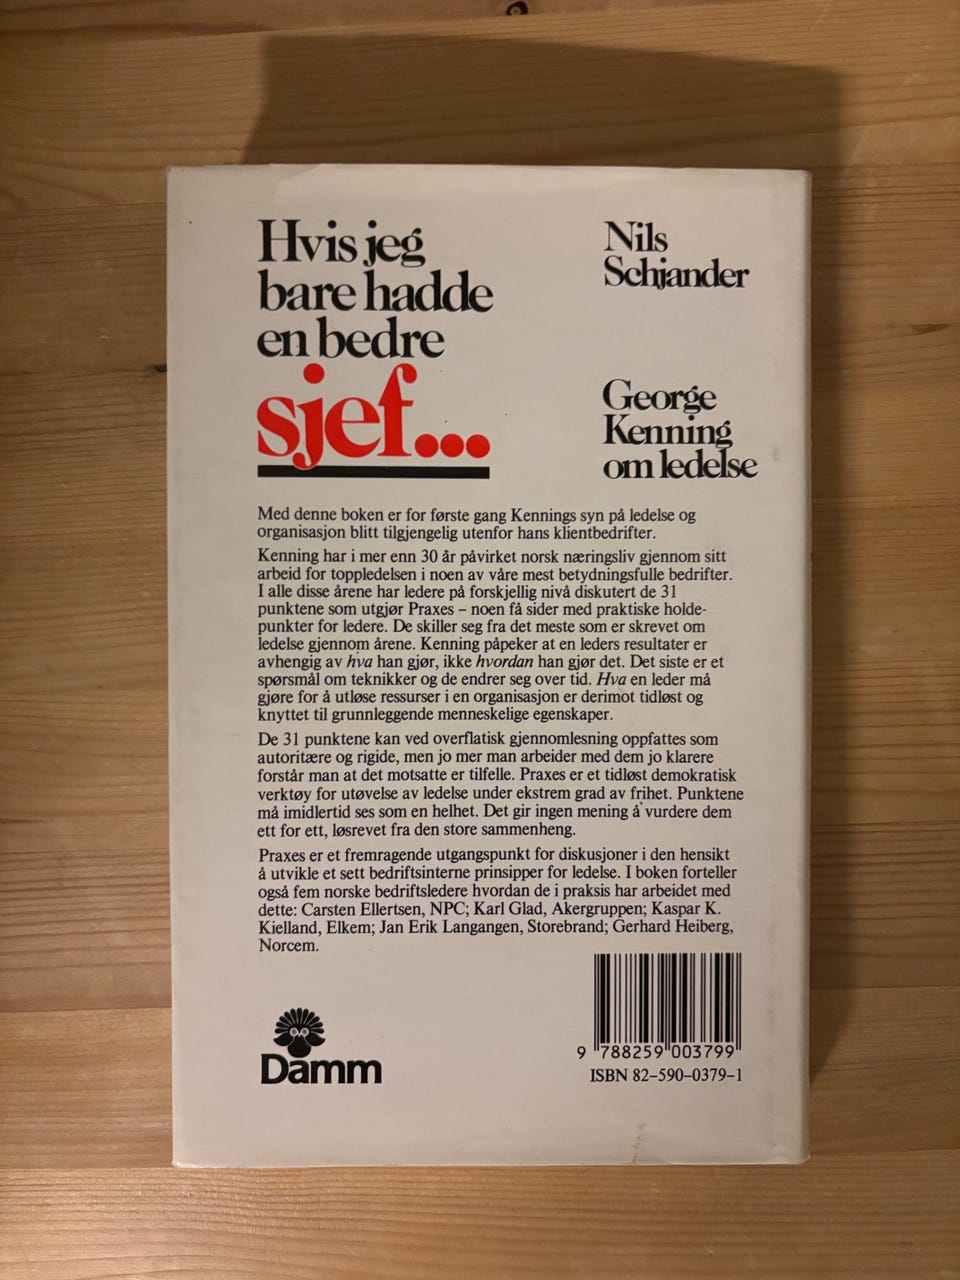 Hvis jeg
bare hadde
en bedre
sjef...
Nils
Schjander
George
Kenning
om ledelse
Med denne boken er for første gang Kennings syn på ledelse og
organisasjon blitt tilgjengelig utenfor hans klientbedrifter.
Kenning har i mer enn 30 år påvirket norsk næringsliv gjennom sitt
arbeid for toppledelsen i noen av våre mest betydningsfulle bedrifter.
I alle disse årene har ledere på forskjellig nivå diskutert de 31
punktene som utgjør Praxes – noen få sider med praktiske holde-
punkter for ledere. De skiller seg fra det meste som er skrevet om
ledelse gjennom årene. Kenning påpeker at en leders resultater er
avhengig av hva han gjør, ikke hvordan han gjør det. Det siste er et
spørsmål om teknikker og de endrer seg over tid. Hva en leder må
gjøre for å utløse ressurser i en organisasjon er derimot tidløst og
knyttet til grunnleggende menneskelige egenskaper.
De 31 punktene kan ved overflatisk gjennomlesning oppfattes som
autoritære og rigide, men jo mer man arbeider med dem jo klarere
forstår man at det motsatte er tilfelle. Praxes er et tidløst demokratisk
verktøy for utøvelse av ledelse under ekstrem grad av frihet. Punktene
må imidlertid ses som en helhet. Det gir ingen mening å vurdere dem
ett for ett, løsrevet fra den store sammenheng.
Praxes er et fremragende utgangspunkt for diskusjoner i den hensikt
å utvikle et sett bedriftsinterne prinsipper for ledelse. I boken forteller
også fem norske bedriftsledere hvordan de i praksis har arbeidet med
dette: Carsten Ellertsen, NPC; Karl Glad, Akergruppen; Kaspar K.
Kielland, Elkem; Jan Erik Langangen, Storebrand; Gerhard Heiberg,
Norcem.
Damm
9 788259 003799
ISBN 82–590–0379–1